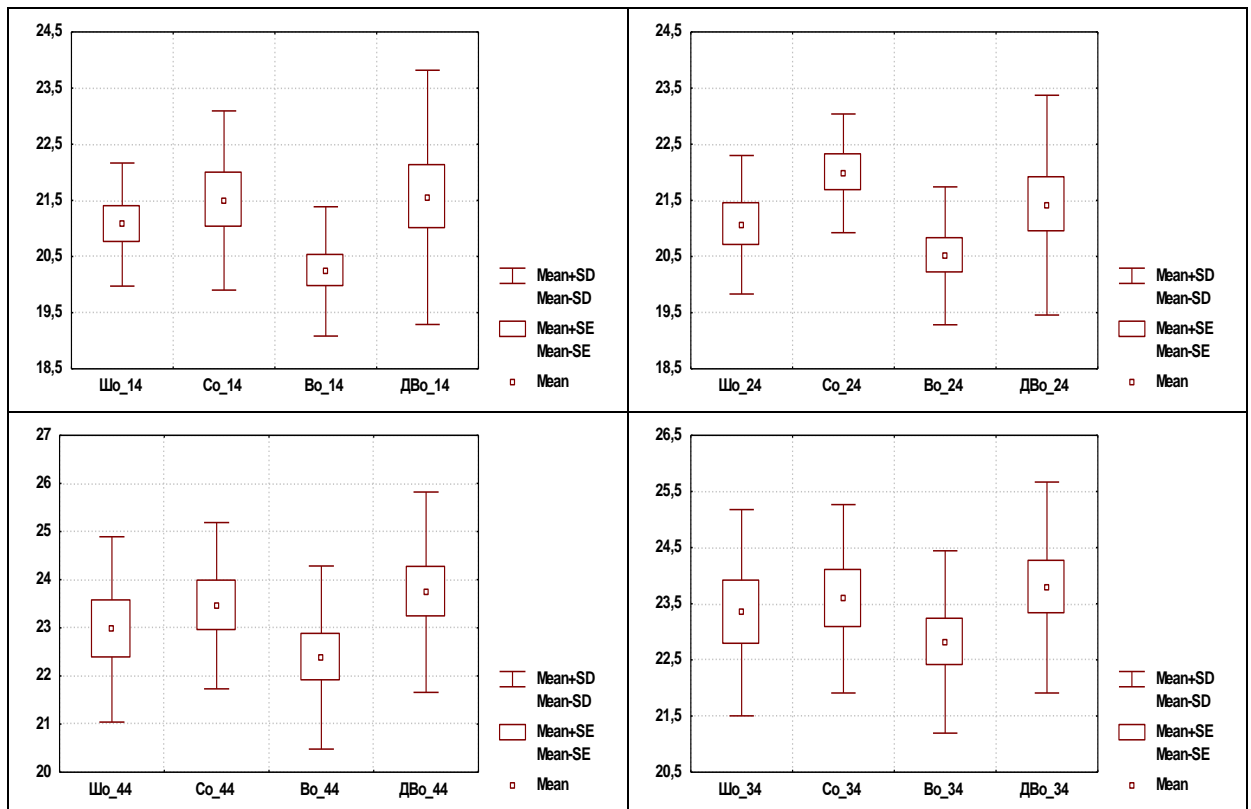 24,5
23,5
22,5
21,5
20,5
19,5
18,5
Шо_14 Со_14 Во_14 ДВо_14
Mean+SD
Mean-SD
Mean+SE
Mean-SE
Mean
24,5
23,5
22,5
21,5
20,5
19,5
18,5
Шо_24 Со_24 Во_24 ДВо_24
Mean+SD
Mean-SD
Mean+SE
Mean-SE
Mean
27
26
25
24
23
22
21
20
Шо_44 Со_44 Во_44 ДВо_44
Mean+SD
Mean-SD
Mean+SE
Mean-SE
Mean
26,5
25,5
24,5
23,5
22,5
21,5
20,5
Шо_34 Со_34 Во_34 ДВо_34
Mean+SD
Mean-SD
Mean+SE
Mean-SE
Mean